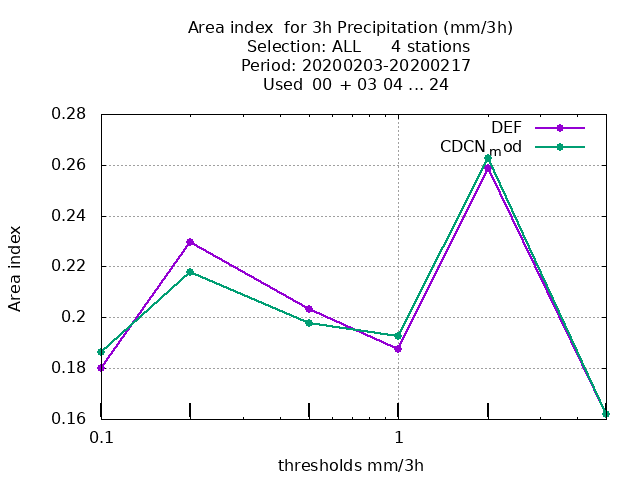 Area index  for 3h Precipitation (mm/3h)
Selection: ALL      4 stations
Period: 20200203-20200217
Used  00 + 03 04 ... 24
0.28
DEF
CDCNmod
0.26
0.24
0.22
0.2
0.18
0.16
Area index
0.1
1
thresholds mm/3h